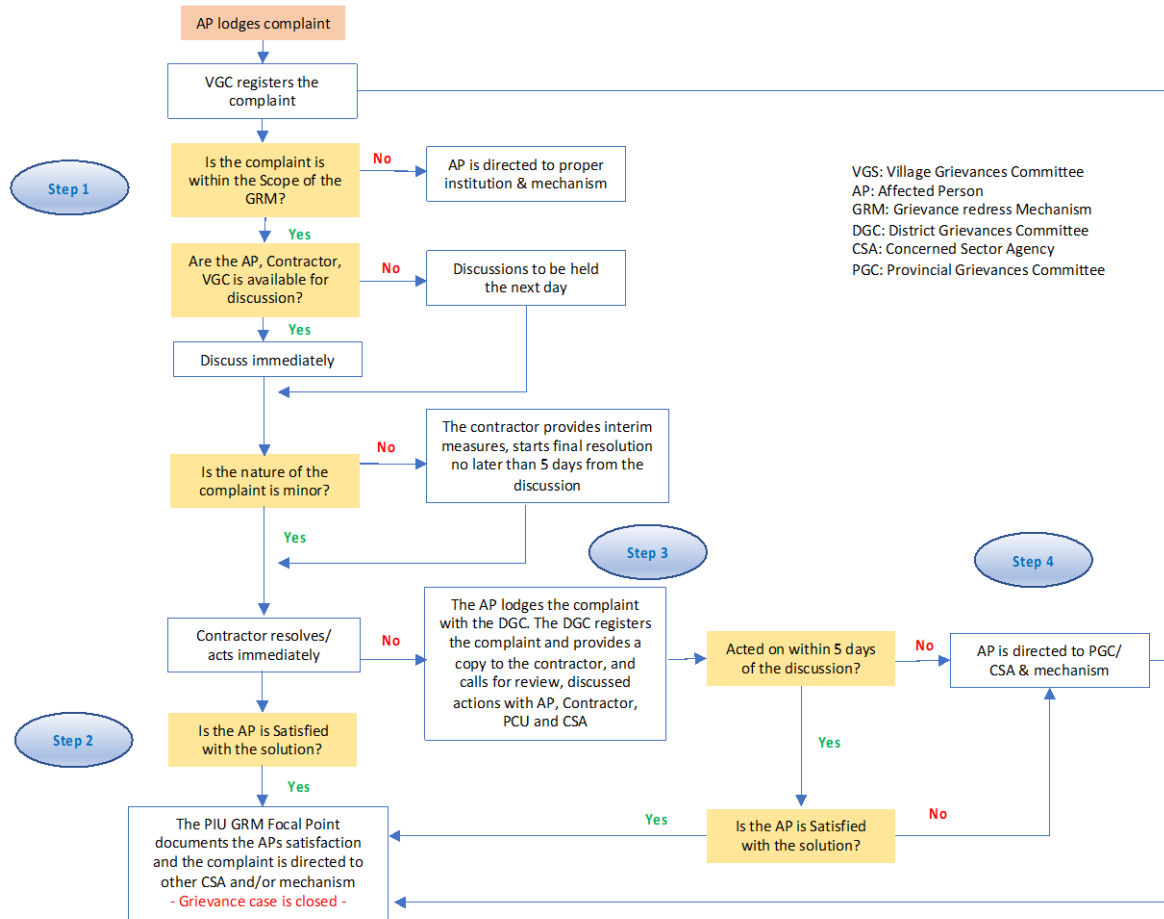 AP lodges complaint
VGC registers the
complaint
Step 1
Is the complaint is
within the Scope of the
GRM?
No
AP is directed to proper
institution & mechanism
VGS: Village Grievances Committee
AP: Affected Person
GRM: Grievance redress Mechanism
DGC: District Grievances Committee
CSA: Concerned Sector Agency
PGC: Provincial Grievances Committee
Yes
Are the AP, Contractor,
VGC is available for
discussion?
No
Discussions to be held
the next day
Yes
Discuss immediately
Is the nature of the
complaint is minor?
No
The contractor provides interim
measures, starts final resolution
no later than 5 days from the
discussion
Yes
Step 3
Step 4
Contractor resolves/
acts immediately
No
The AP lodges the complaint
with the DGC. The DGC registers
the complaint and provides a
copy to the contractor, and
calls for review, discussed
actions with AP, Contractor,
PCU and CSA
Acted on within 5 days
of the discussion?
No
AP is directed to PGC/
CSA & mechanism
Step 2
Is the AP is Satisfied
with the solution?
Yes
Yes
The PIU GRM Focal Point
documents the APs satisfaction
and the complaint is directed to
other CSA and/or mechanism
- Grievance case is closed -
Yes
Is the AP is Satisfied
with the solution?
No